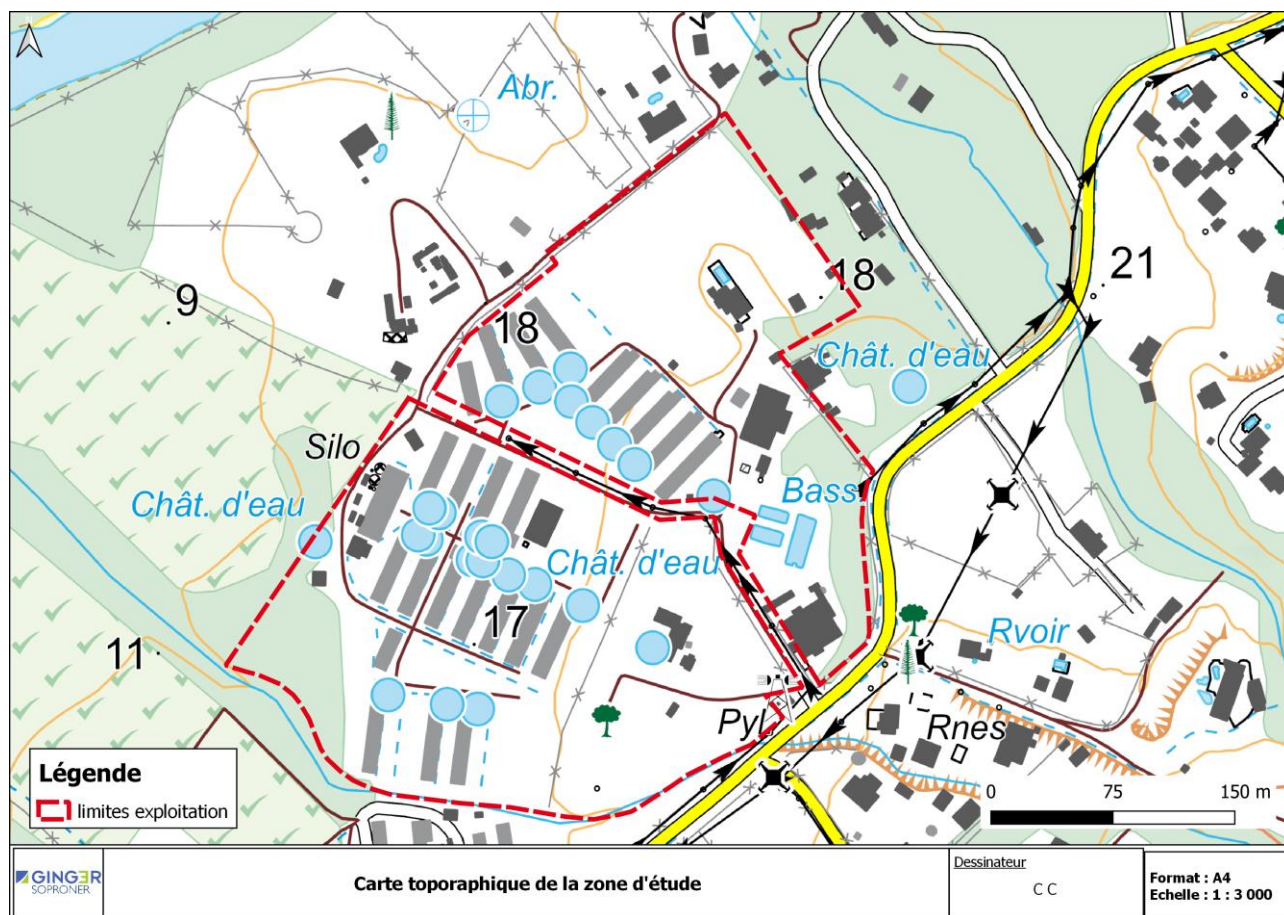 Abr.
21
18
9
18
Chât. d'eau
Silo
Chât. d'eau
Bass.
Chât. d'eau
17
Rvoir
11
Pyl
Rnes
Légende
limites exploitation
0 75 150 m
GINGER
SOPRONER
Carte toporaphique de la zone d'étude
Dessinateur
C C
Format : A4
Echelle : 1 : 3 000